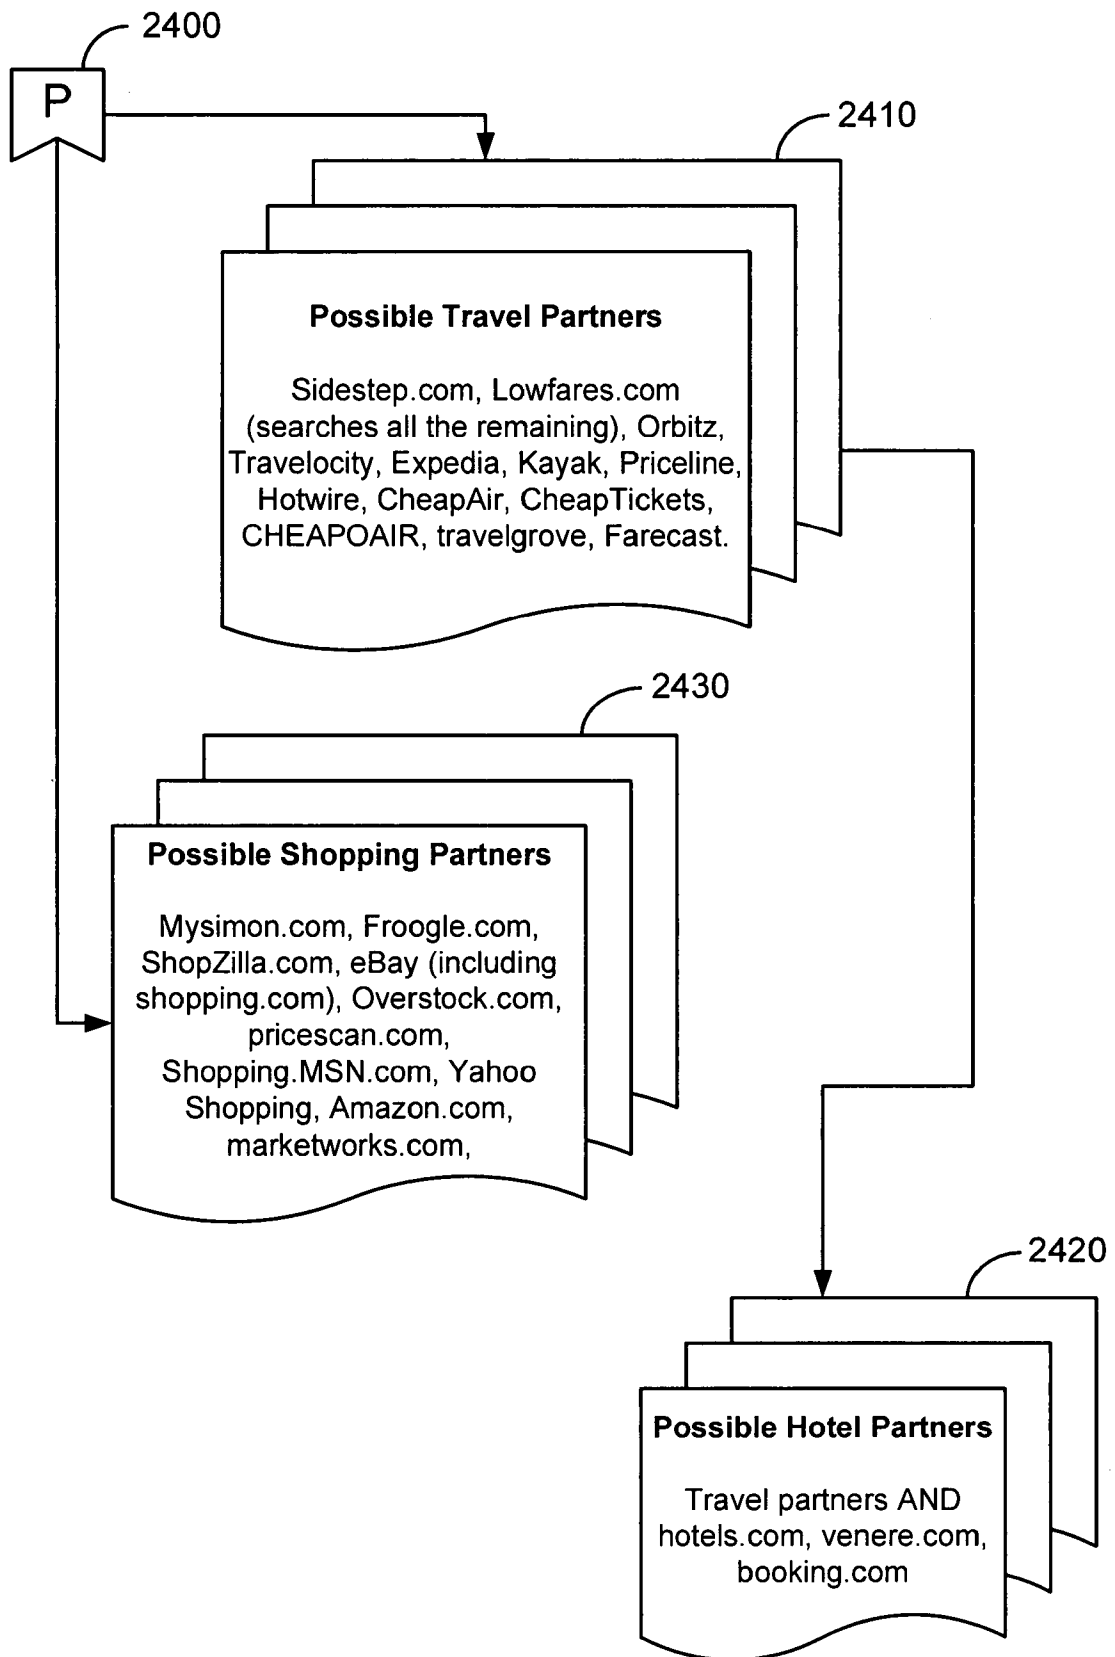 2400
P
2410
Possible Travel Partners
Sidestep.com, Lowfares.com
(searches all the remaining), Orbitz,
Travelocity, Expedia, Kayak, Priceline,
Hotwire, CheapAir, CheapTickets,
CHEAPOAIR, travelgrove, Farecast.
2430
Possible Shopping Partners
Mysimon.com, Froogle.com,
ShopZilla.com, eBay (including
shopping.com), Overstock.com,
pricescan.com,
Shopping.MSN.com, Yahoo
Shopping, Amazon.com,
marketworks.com,
2420
Possible Hotel Partners
Travel partners AND
hotels.com, venere.com,
booking.com